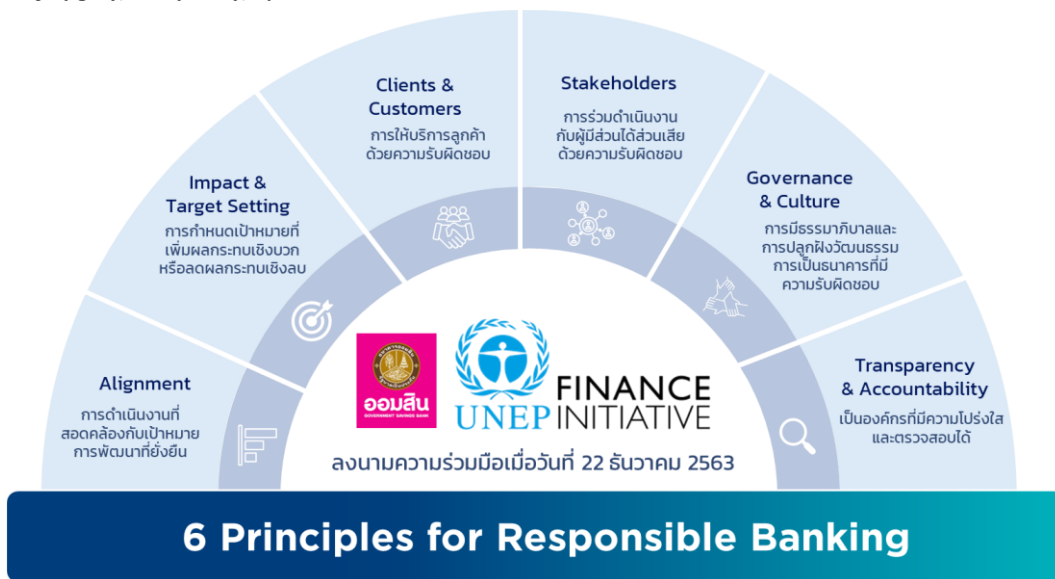 Alignment
การดำเนินงานที่
สอดคล้องกับเป้าหมาย
การพัฒนาที่ยั่งยืน
Impact &
Target Setting
การกำหนดเป้าหมายที่
เพิ่มผลกระทบเชิงบวก
หรือลดผลกระทบเชิงลบ
Clients &
Customers
การให้บริการลูกค้า
ด้วยความรับผิดชอบ
Stakeholders
การร่วมดำเนินงาน
กับผู้มีส่วนได้ส่วนเสีย
ด้วยความรับผิดชอบ
Governance
& Culture
การมีธรรมาภิบาลและ
การปลูกฝังวัฒนธรรม
การเป็นธนาคารที่มี
ความรับผิดชอบ
Transparency
& Accountability
เป็นองค์กรที่มีความโปร่งใส
และตรวจสอบได้
ออมสิน
GOVERNMENT SAVINGS BANK
UNEP
FINANCE
INITIATIVE
ลงนามความร่วมมือเมื่อวันที่ 22 ธันวาคม 2563
6 Principles for Responsible Banking